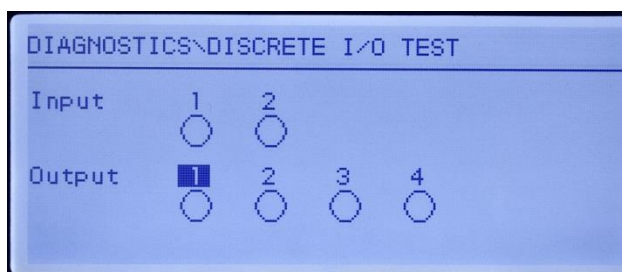 DIAGNOSTICS\DISCRETE I/O TEST
Input 1 2
Output 1 2 3 4